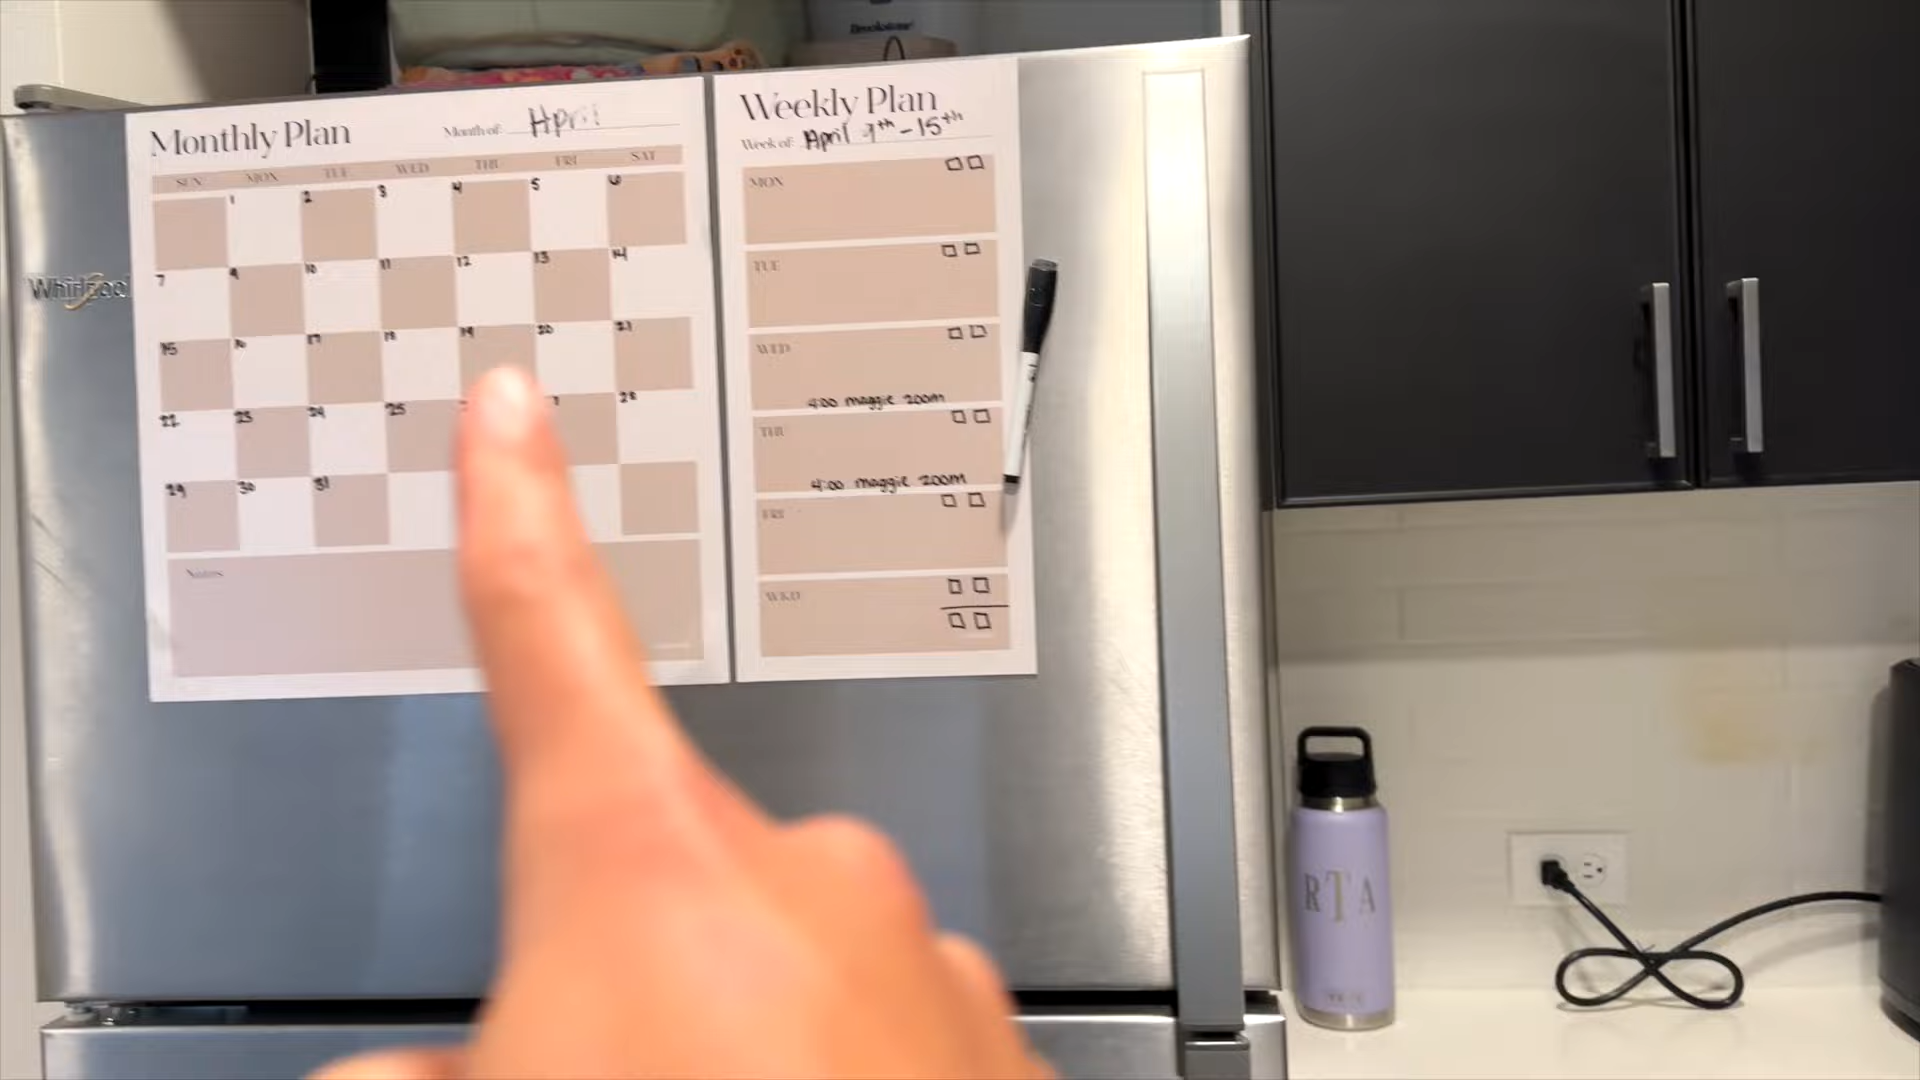 Brookstone
Monthly Plan
Month of: April
SUN MON TUE WED THU FRI SAT
1 2 3 4 5 6
7 9 10 11 12 13 14
15 16 17 18 19 20 21
22 23 24 25 28
29 30 31
Notes
Weekly Plan
Week of: April 9th - 15th
MON
TUE
WED
4:00 maggie zoom
THU
4:00 maggie zoom
FRI
WKD
Whirlpool
RTA
YETI